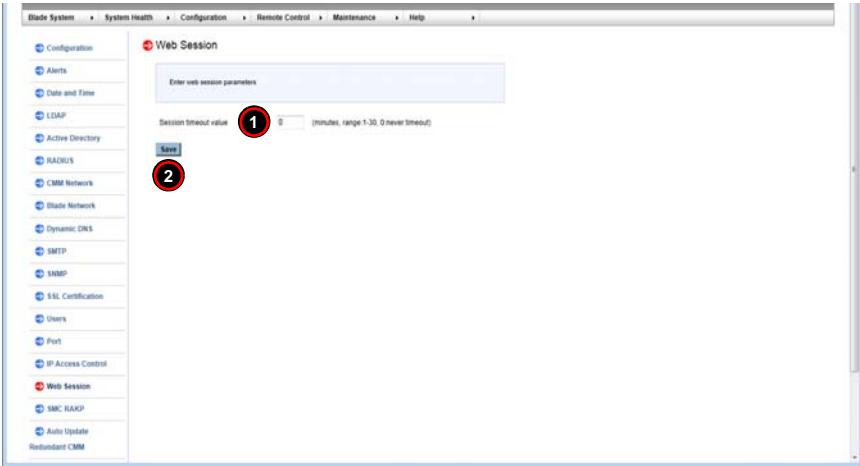 Blade System System Health Configuration Remote Control Maintenance Help
Configuration
Alerts
Date and Time
LDAP
Active Directory
RADIUS
CMM Network
Blade Network
Dynamic DNS
SMTP
SNMP
SSL Certification
Users
Port
IP Access Control
Web Session
SMC RAKP
Auto Update
Redundant CMM
Web Session
Enter web session parameters
Session timeout value 1 0 (minutes, range:1-30, 0:never timeout)
Save
2